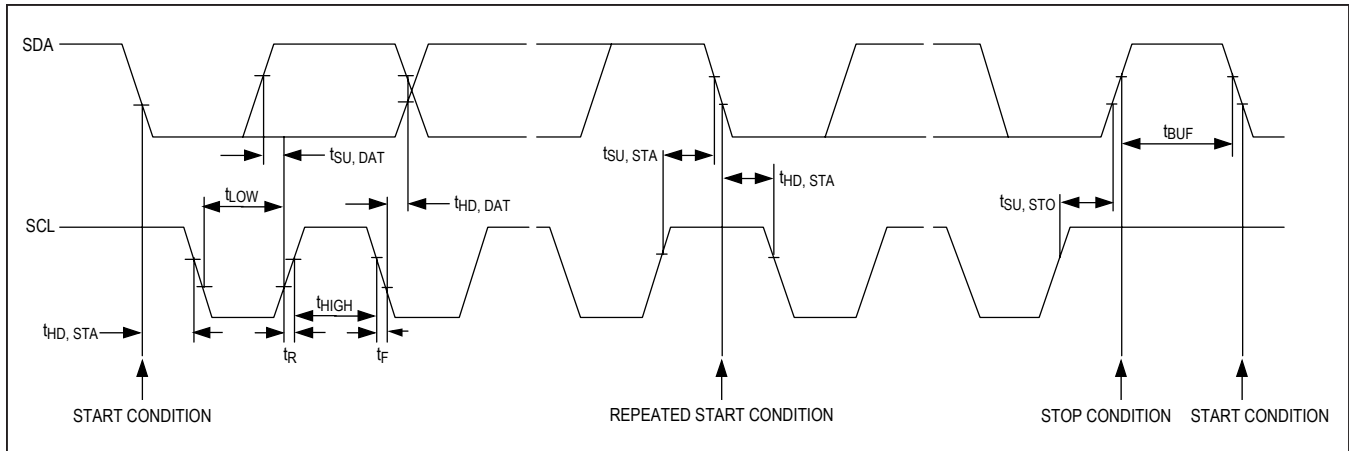 SDA
tSU, DAT
tSU, STA
tBUF
tHD, STA
tLOW
tHD, DAT
tSU, STO
SCL
tHIGH
tHD, STA
tR
tF
START CONDITION
REPEATED START CONDITION
STOP CONDITION
START CONDITION